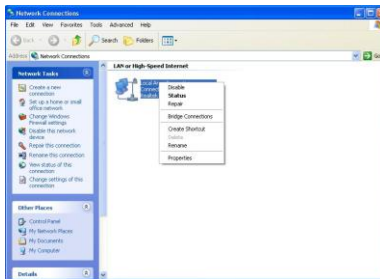 Network Connections
File Edit View Favorites Tools Advanced Help
Back
Search Folders
Address Network Connections
Go
Network Tasks
Create a new
connection
Set up a home or small
office network
Change Windows
Firewall settings
Disable this network
device
Repair this connection
Rename this connection
View status of this
connection
Change settings of this
connection
Other Places
Control Panel
My Network Places
My Documents
My Computer
Details
LAN or High-Speed Internet
Disable
Status
Repair
Bridge Connections
Create Shortcut
Delete
Rename
Properties